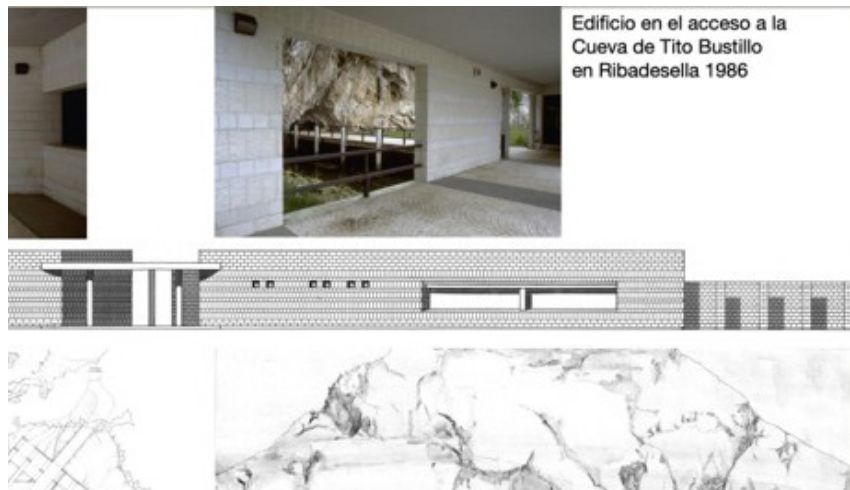 Edificio en el acceso a la
Cueva de Tito Bustillo
en Ribadesella 1986